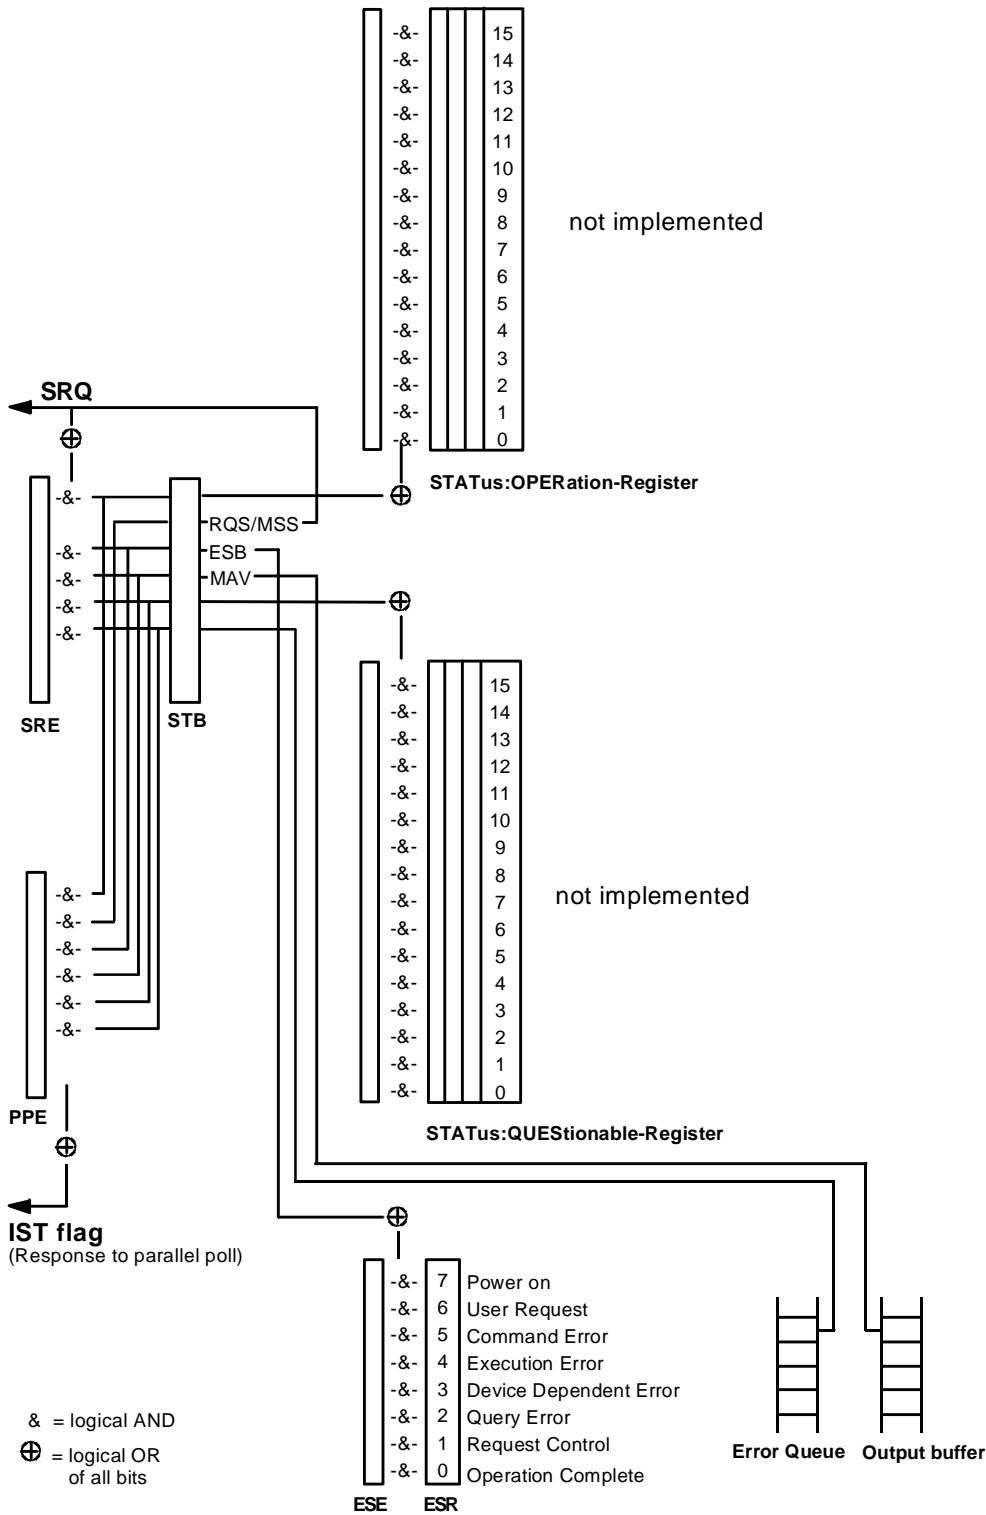 -&- 15
-&- 14
-&- 13
-&- 12
-&- 11
-&- 10
-&- 9
-&- 8
not implemented
-&- 7
-&- 6
-&- 5
-&- 4
-&- 3
-&- 2
-&- 1
-&- 0
STATus:OPERation-Register
SRQ
-&-
RQS/MSS
-&- ESB
-&- MAV
-&-
-&-
SRE
STB
-&- 15
-&- 14
-&- 13
-&- 12
-&- 11
-&- 10
-&- 9
-&- 8
-&- 7
not implemented
-&- 6
-&- 5
-&- 4
-&- 3
-&- 2
-&- 1
-&- 0
STATus:QUEStionable-Register
-&-
-&-
-&-
-&-
-&-
-&-
PPE
IST flag
(Response to parallel poll)
-&- 7 Power on
-&- 6 User Request
-&- 5 Command Error
-&- 4 Execution Error
-&- 3 Device Dependent Error
-&- 2 Query Error
-&- 1 Request Control
-&- 0 Operation Complete
ESE ESR
Error Queue Output buffer
& = logical AND
⊕ = logical OR
of all bits